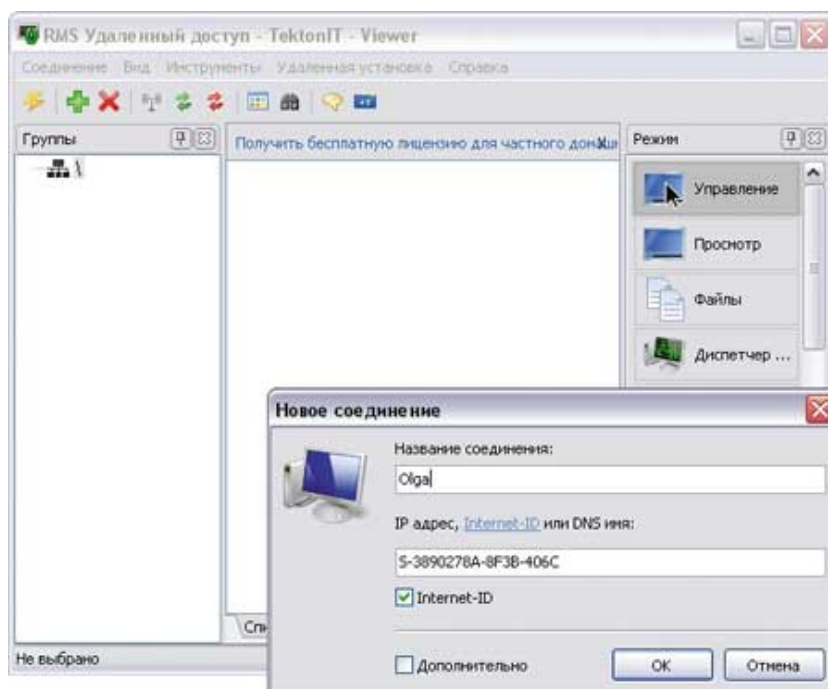 RMS Удаленный доступ - TektonIT - Viewer
Соединение Вид Инструменты Удаленная установка Справка
Группы
\
Получить бесплатную лицензию для частного
Режим
Управление
Просмотр
Файлы
Диспетчер ...
Новое соединение
Название соединения:
Olga
IP адрес, Internet-ID или DNS имя:
5-3890278A-8F3B-406C
Internet-ID
Дополнительно
OK
Отмена
Не выбрано